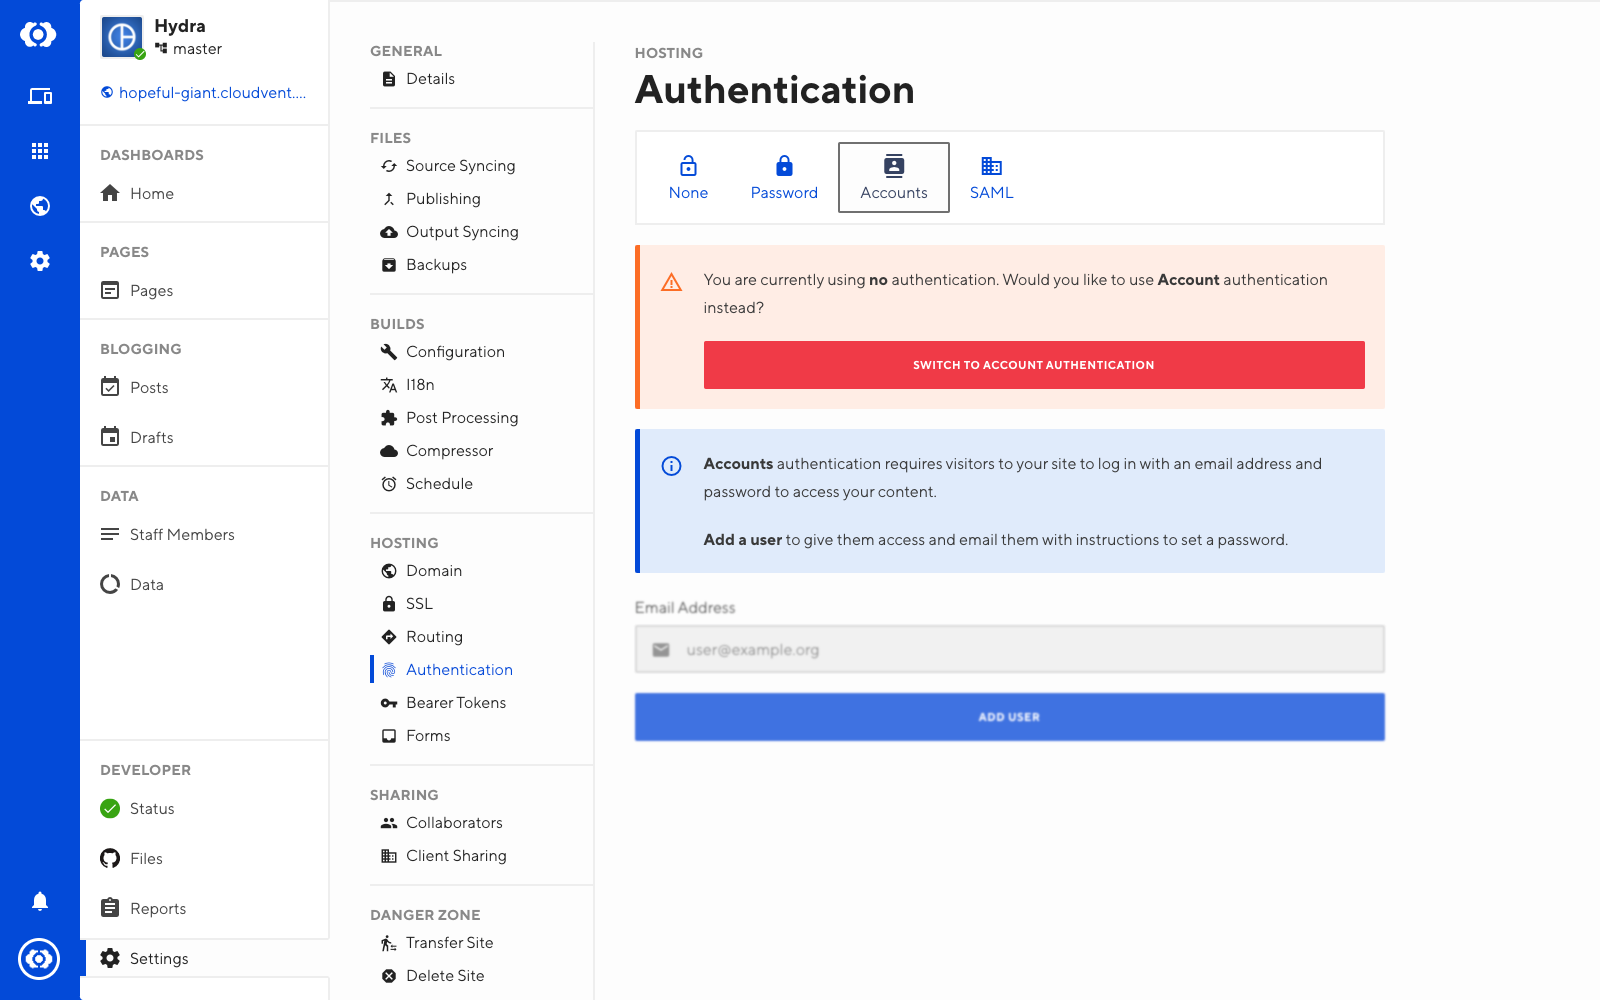 Hydra
master
hopeful-giant.cloudvent....
DASHBOARDS
Home
PAGES
Pages
BLOGGING
Posts
Drafts
DATA
Staff Members
Data
DEVELOPER
Status
Files
Reports
Settings
GENERAL
Details
FILES
Source Syncing
Publishing
Output Syncing
Backups
BUILDS
Configuration
I18n
Post Processing
Compressor
Schedule
HOSTING
Domain
SSL
Routing
Authentication
Bearer Tokens
Forms
SHARING
Collaborators
Client Sharing
DANGER ZONE
Transfer Site
Delete Site
HOSTING
Authentication
None
Password
Accounts
SAML
You are currently using no authentication. Would you like to use Account authentication
instead?
SWITCH TO ACCOUNT AUTHENTICATION
Accounts authentication requires visitors to your site to log in with an email address and
password to access your content.
Add a user to give them access and email them with instructions to set a password.
Email Address
user@example.org
ADD USER